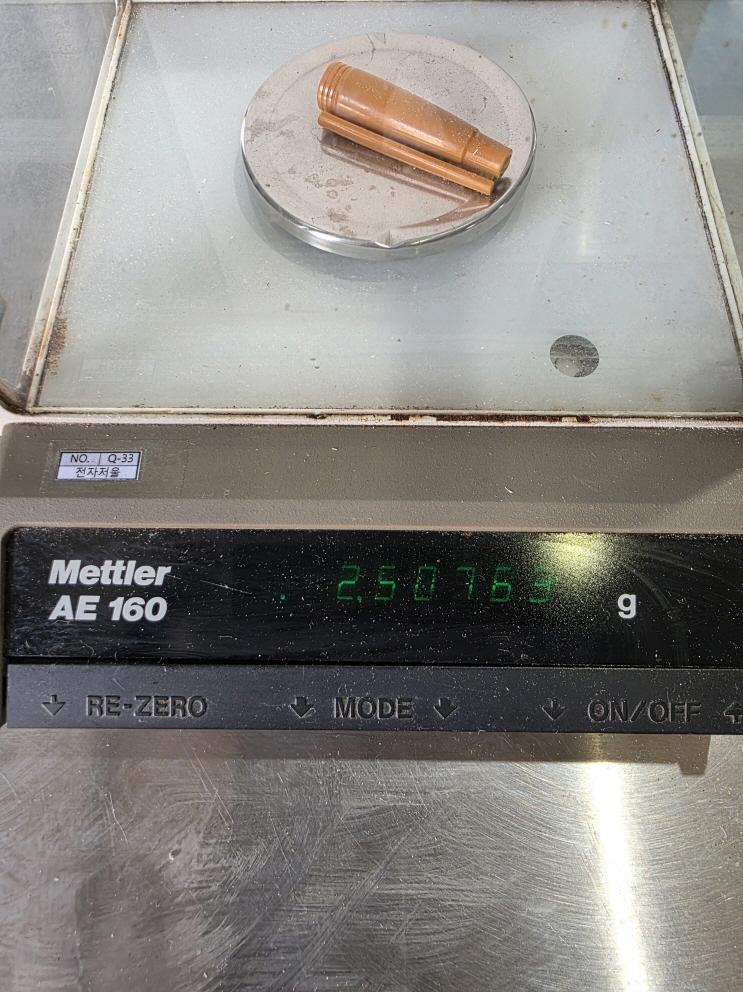 NO. Q-33
전자저울
Mettler
AE 160
2.50763 g
RE-ZERO MODE ON/OFF